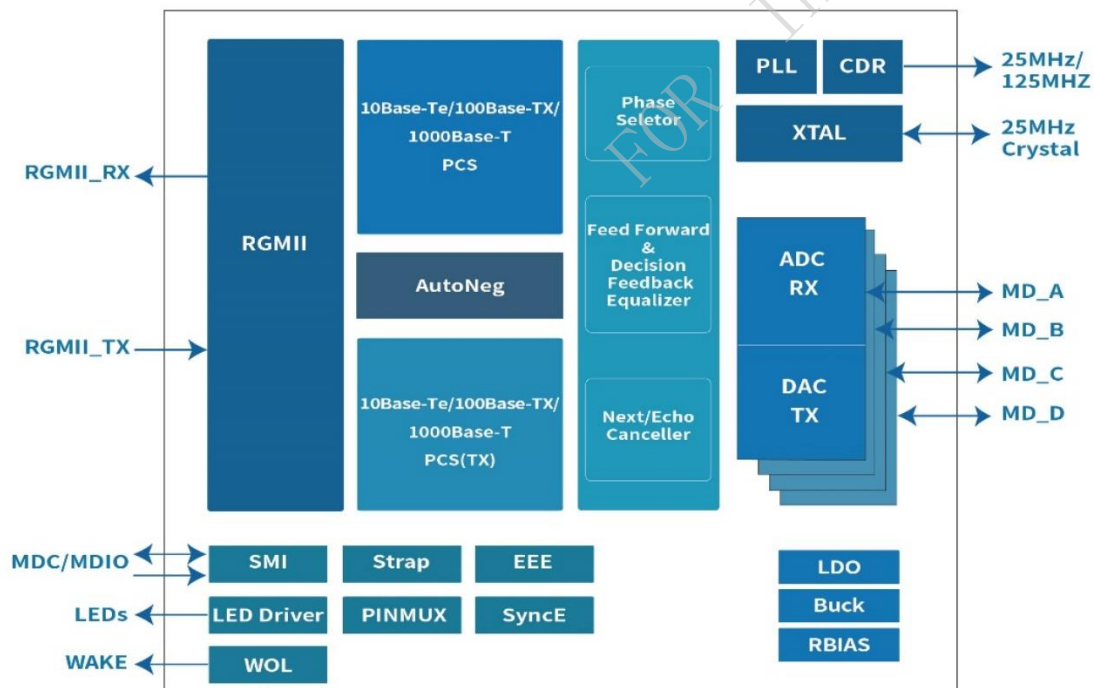 RGMII_RX
RGMII_TX
RGMII
10Base-Te/100Base-TX/
1000Base-T
PCS
AutoNeg
10Base-Te/100Base-TX/
1000Base-T
PCS(TX)
Phase
Seletor
Feed Forward
&
Decision
Feedback
Equalizer
Next/Echo
Canceller
PLL
CDR
25MHz/
125MHZ
XTAL
25MHz
Crystal
ADC
RX
DAC
TX
MD_A
MD_B
MD_C
MD_D
MDC/MDIO
SMI
Strap
EEE
LEDs
LED Driver
PINMUX
SyncE
WAKE
WOL
LDO
Buck
RBIAS
FOR